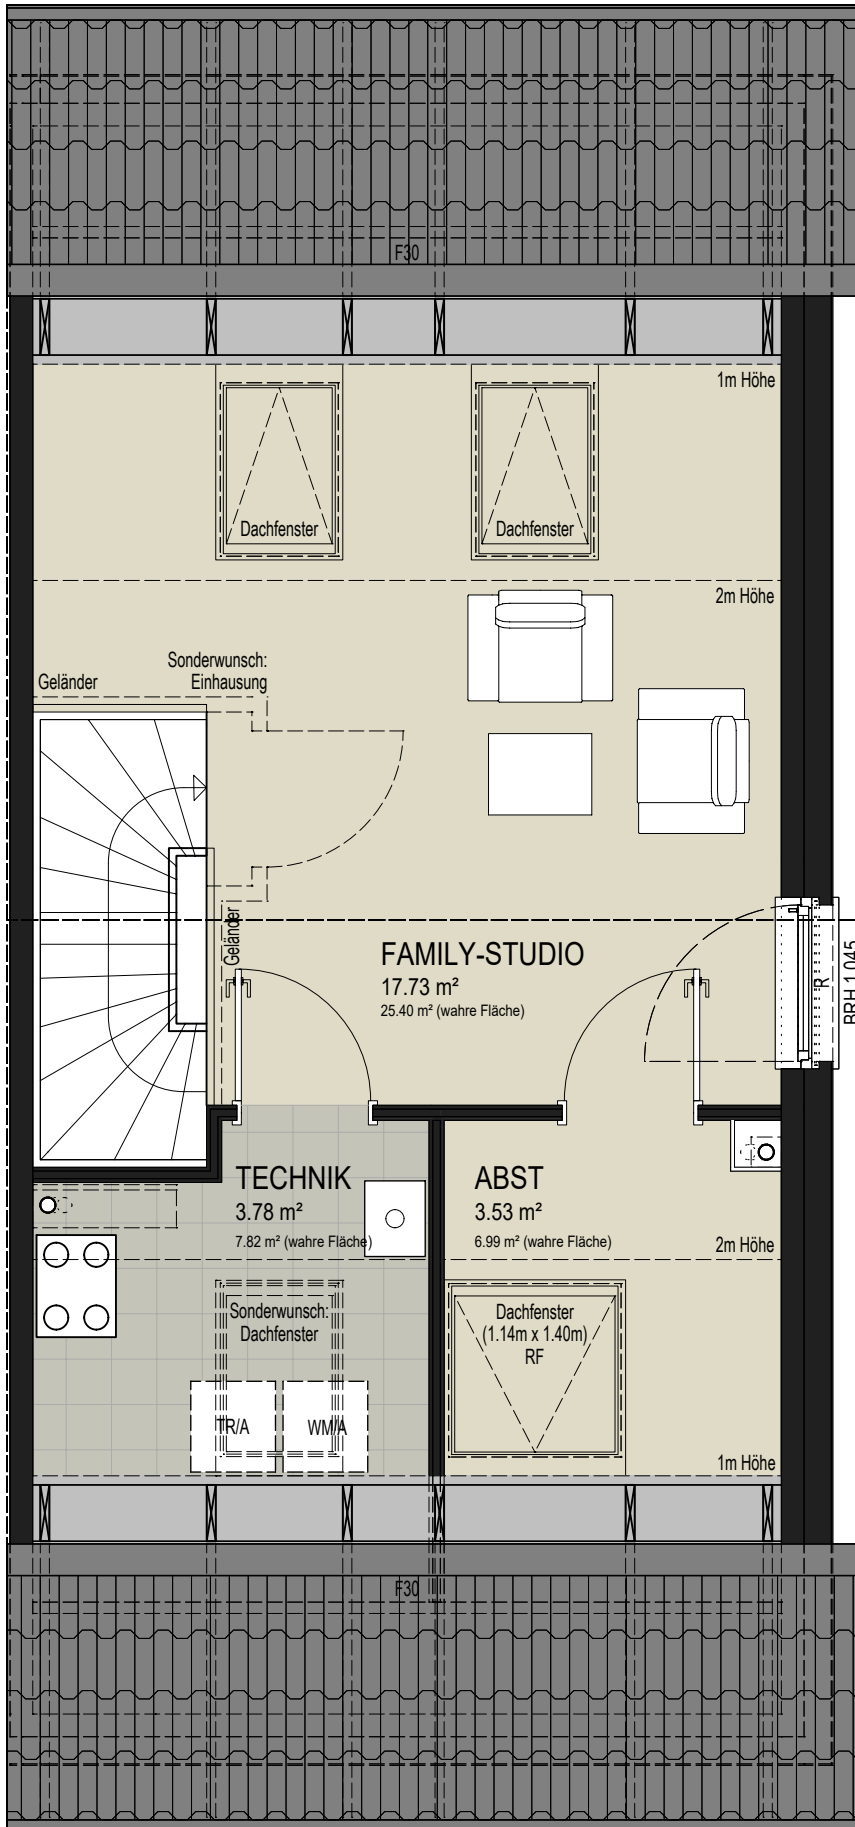 F30
1m Höhe
Dachfenster
Dachfenster
2m Höhe
Sonderwunsch:
Einhausung
Geländer
Geländer
FAMILY-STUDIO
17.73 m²
25.40 m² (wahre Fläche)
R
BRH 1.045
TECHNIK
3.78 m²
7.82 m² (wahre Fläche)
ABST
3.53 m²
6.99 m² (wahre Fläche)
2m Höhe
Sonderwunsch:
Dachfenster
Dachfenster
(1.14m x 1.40m)
RF
TR/A
WM/A
1m Höhe
F30